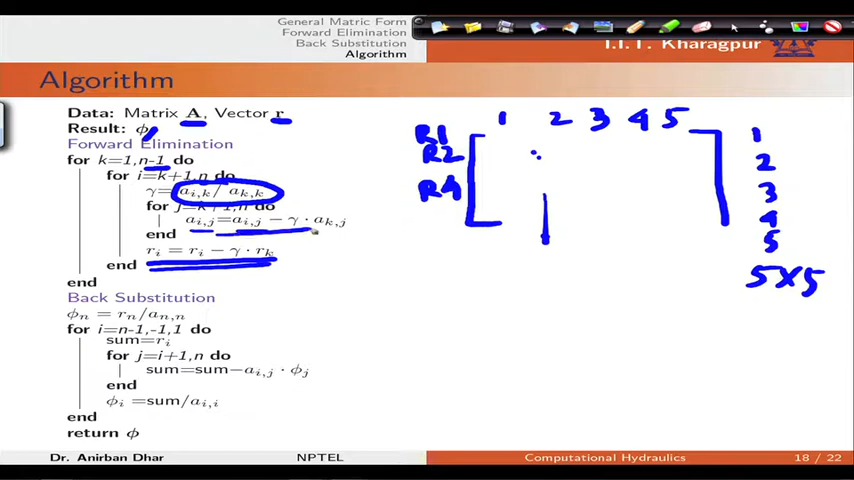 General Matric Form
Forward Elimination
Back Substitution
Algorithm
I.I.T. Kharagpur
Algorithm
Data: Matrix A, Vector r
Result: ϕ
Forward Elimination
for k=1,n-1 do
for i=k+1,n do
γ= a_{i,k}/ a_{k,k}
for j=k+1,n do
a_{i,j}=a_{i,j} − γ · a_{k,j}
end
r_i = r_i − γ · r_k
end
end
Back Substitution
ϕ_n = r_n/a_{n,n}
for i=n-1,-1,1 do
sum=r_i
for j=i+1,n do
sum=sum−a_{i,j} · ϕ_j
end
ϕ_i =sum/a_{i,i}
end
return ϕ
1 2 3 4 5
R1
R2
R4
1
2
3
4
5
5×5
Dr. Anirban Dhar NPTEL Computational Hydraulics 18 / 22